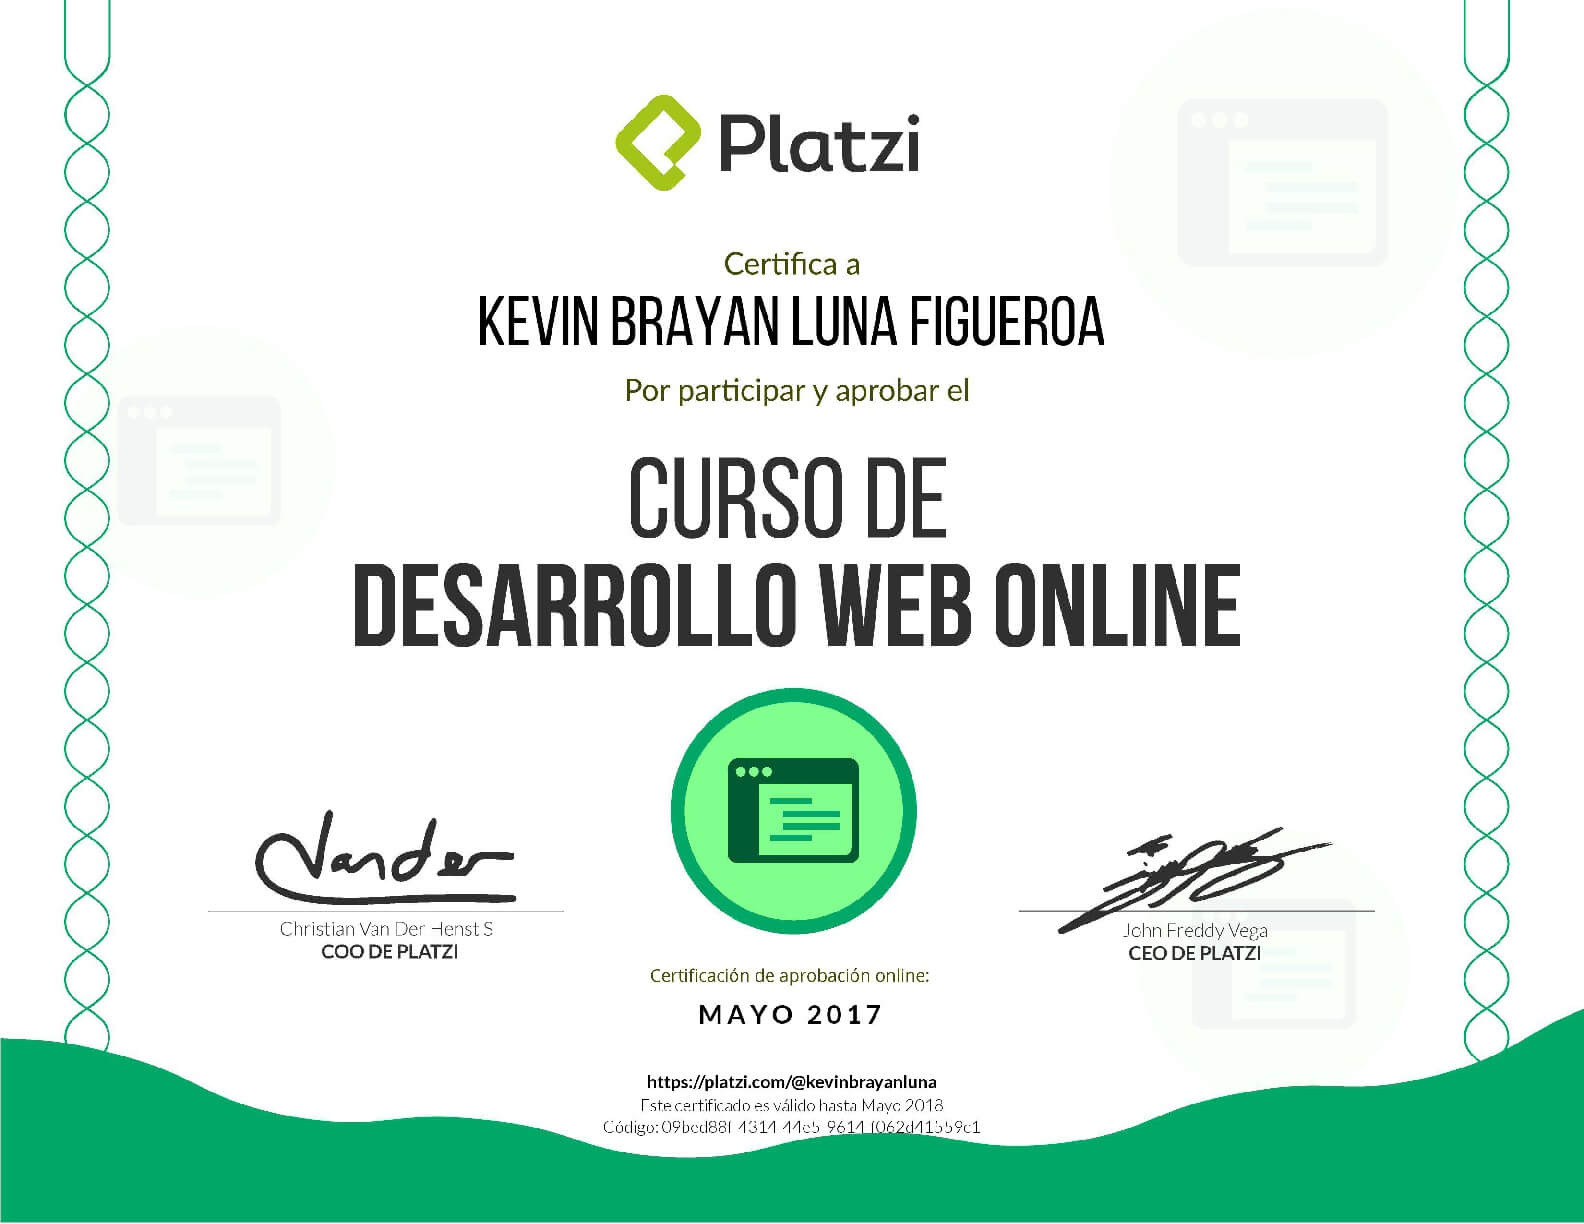 Platzi
Certifica a
KEVIN BRAYAN LUNA FIGUEROA
Por participar y aprobar el
CURSO DE
DESARROLLO WEB ONLINE
Vander
Christian Van Der Henst S
COO DE PLATZI
John Freddy Vega
CEO DE PLATZI
Certificación de aprobación online:
MAYO 2017
https://platzi.com/@kevinbrayanluna
Este certificado es válido hasta Mayo 2018
Código: